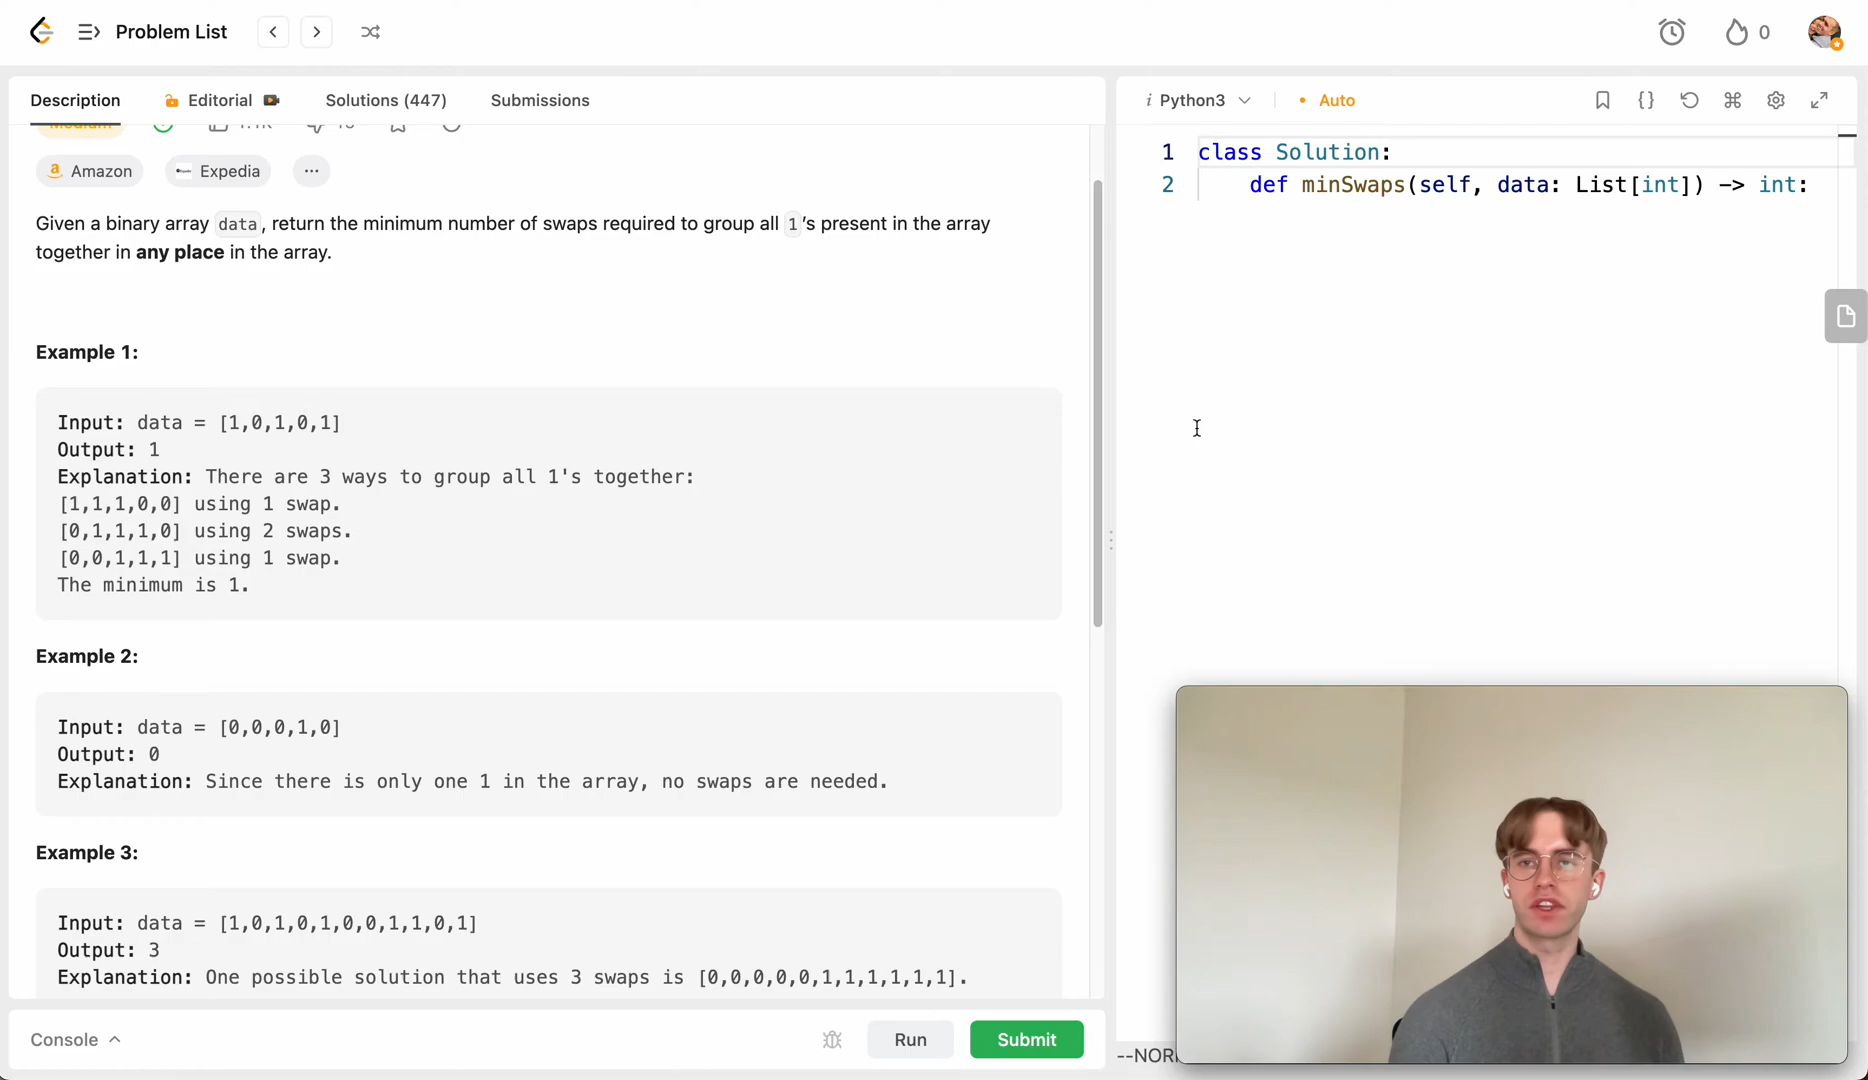 Problem List
0
Description
Editorial
Solutions (447)
Submissions
Python3
Auto
Medium
1.1K
Amazon
Expedia
...
Given a binary array data, return the minimum number of swaps required to group all 1's present in the array
together in any place in the array.
Example 1:
Input: data = [1,0,1,0,1]
Output: 1
Explanation: There are 3 ways to group all 1's together:
[1,1,1,0,0] using 1 swap.
[0,1,1,1,0] using 2 swaps.
[0,0,1,1,1] using 1 swap.
The minimum is 1.
Example 2:
Input: data = [0,0,0,1,0]
Output: 0
Explanation: Since there is only one 1 in the array, no swaps are needed.
Example 3:
Input: data = [1,0,1,0,1,0,0,1,1,0,1]
Output: 3
Explanation: One possible solution that uses 3 swaps is [0,0,0,0,0,1,1,1,1,1,1].
Console
Run
Submit
1 class Solution:
2 def minSwaps(self, data: List[int]) -> int:
--NOR